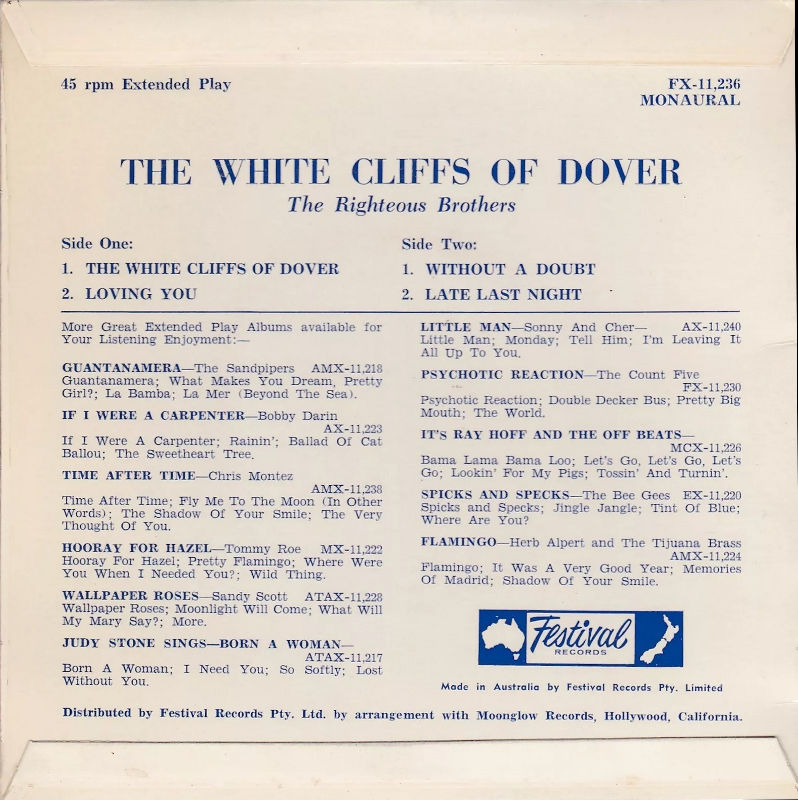 45 rpm Extended Play
FX-11,236
MONAURAL
THE WHITE CLIFFS OF DOVER
The Righteous Brothers
Side One:
1. THE WHITE CLIFFS OF DOVER
2. LOVING YOU
Side Two:
1. WITHOUT A DOUBT
2. LATE LAST NIGHT
More Great Extended Play Albums available for
Your Listening Enjoyment:—
GUANTANAMERA—The Sandpipers AMX-11,218
Guantanamera; What Makes You Dream, Pretty
Girl?; La Bamba; La Mer (Beyond The Sea).
IF I WERE A CARPENTER—Bobby Darin
AX-11,223
If I Were A Carpenter; Rainin'; Ballad Of Cat
Ballou; The Sweetheart Tree.
TIME AFTER TIME—Chris Montez
AMX-11,238
Time After Time; Fly Me To The Moon (In Other
Words); The Shadow Of Your Smile; The Very
Thought Of You.
HOORAY FOR HAZEL—Tommy Roe MX-11,222
Hooray For Hazel; Pretty Flamingo; Where Were
You When I Needed You?; Wild Thing.
WALLPAPER ROSES—Sandy Scott ATAX-11,228
Wallpaper Roses; Moonlight Will Come; What Will
My Mary Say?; More.
JUDY STONE SINGS—BORN A WOMAN—
ATAX-11,217
Born A Woman; I Need You; So Softly; Lost
Without You.
LITTLE MAN—Sonny And Cher— AX-11,240
Little Man; Monday; Tell Him; I'm Leaving It
All Up To You.
PSYCHOTIC REACTION—The Count Five
FX-11,230
Psychotic Reaction; Double Decker Bus; Pretty Big
Mouth; The World.
IT'S RAY HOFF AND THE OFF BEATS—
MCX-11,226
Bama Lama Bama Loo; Let's Go, Let's Go, Let's
Go; Lookin' For My Pigs; Tossin' And Turnin'.
SPICKS AND SPECKS—The Bee Gees EX-11,220
Spicks and Specks; Jingle Jangle; Tint Of Blue;
Where Are You?
FLAMINGO—Herb Alpert and The Tijuana Brass
AMX-11,224
Flamingo; It Was A Very Good Year; Memories
Of Madrid; Shadow Of Your Smile.
Festival
RECORDS
Made in Australia by Festival Records Pty. Limited
Distributed by Festival Records Pty. Ltd. by arrangement with Moonglow Records, Hollywood, California.